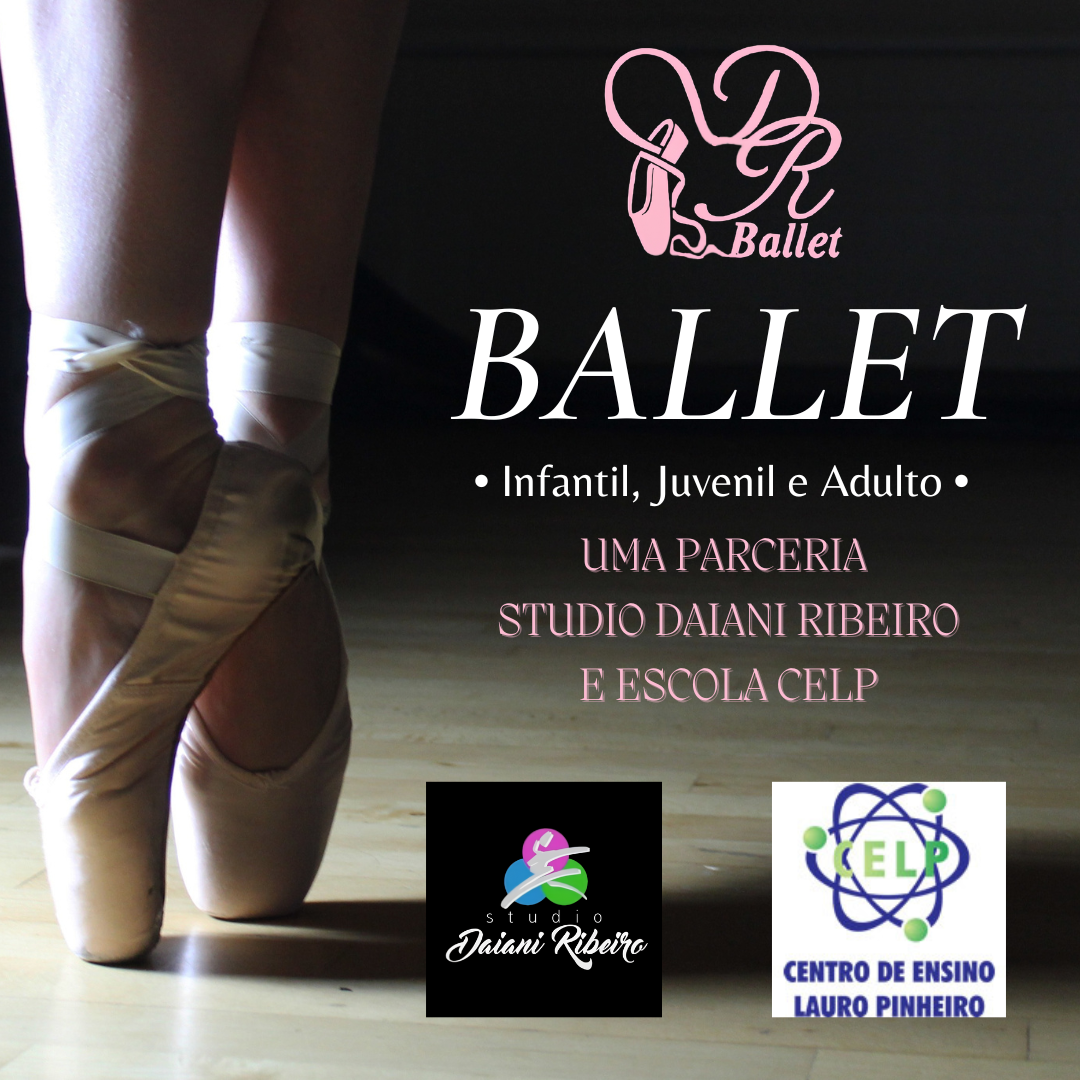 DR
Ballet
BALLET
• Infantil, Juvenil e Adulto •
UMA PARCERIA
STUDIO DAIANI RIBEIRO
E ESCOLA CELP
studio
Daiani Ribeiro
CELP
CENTRO DE ENSINO
LAURO PINHEIRO